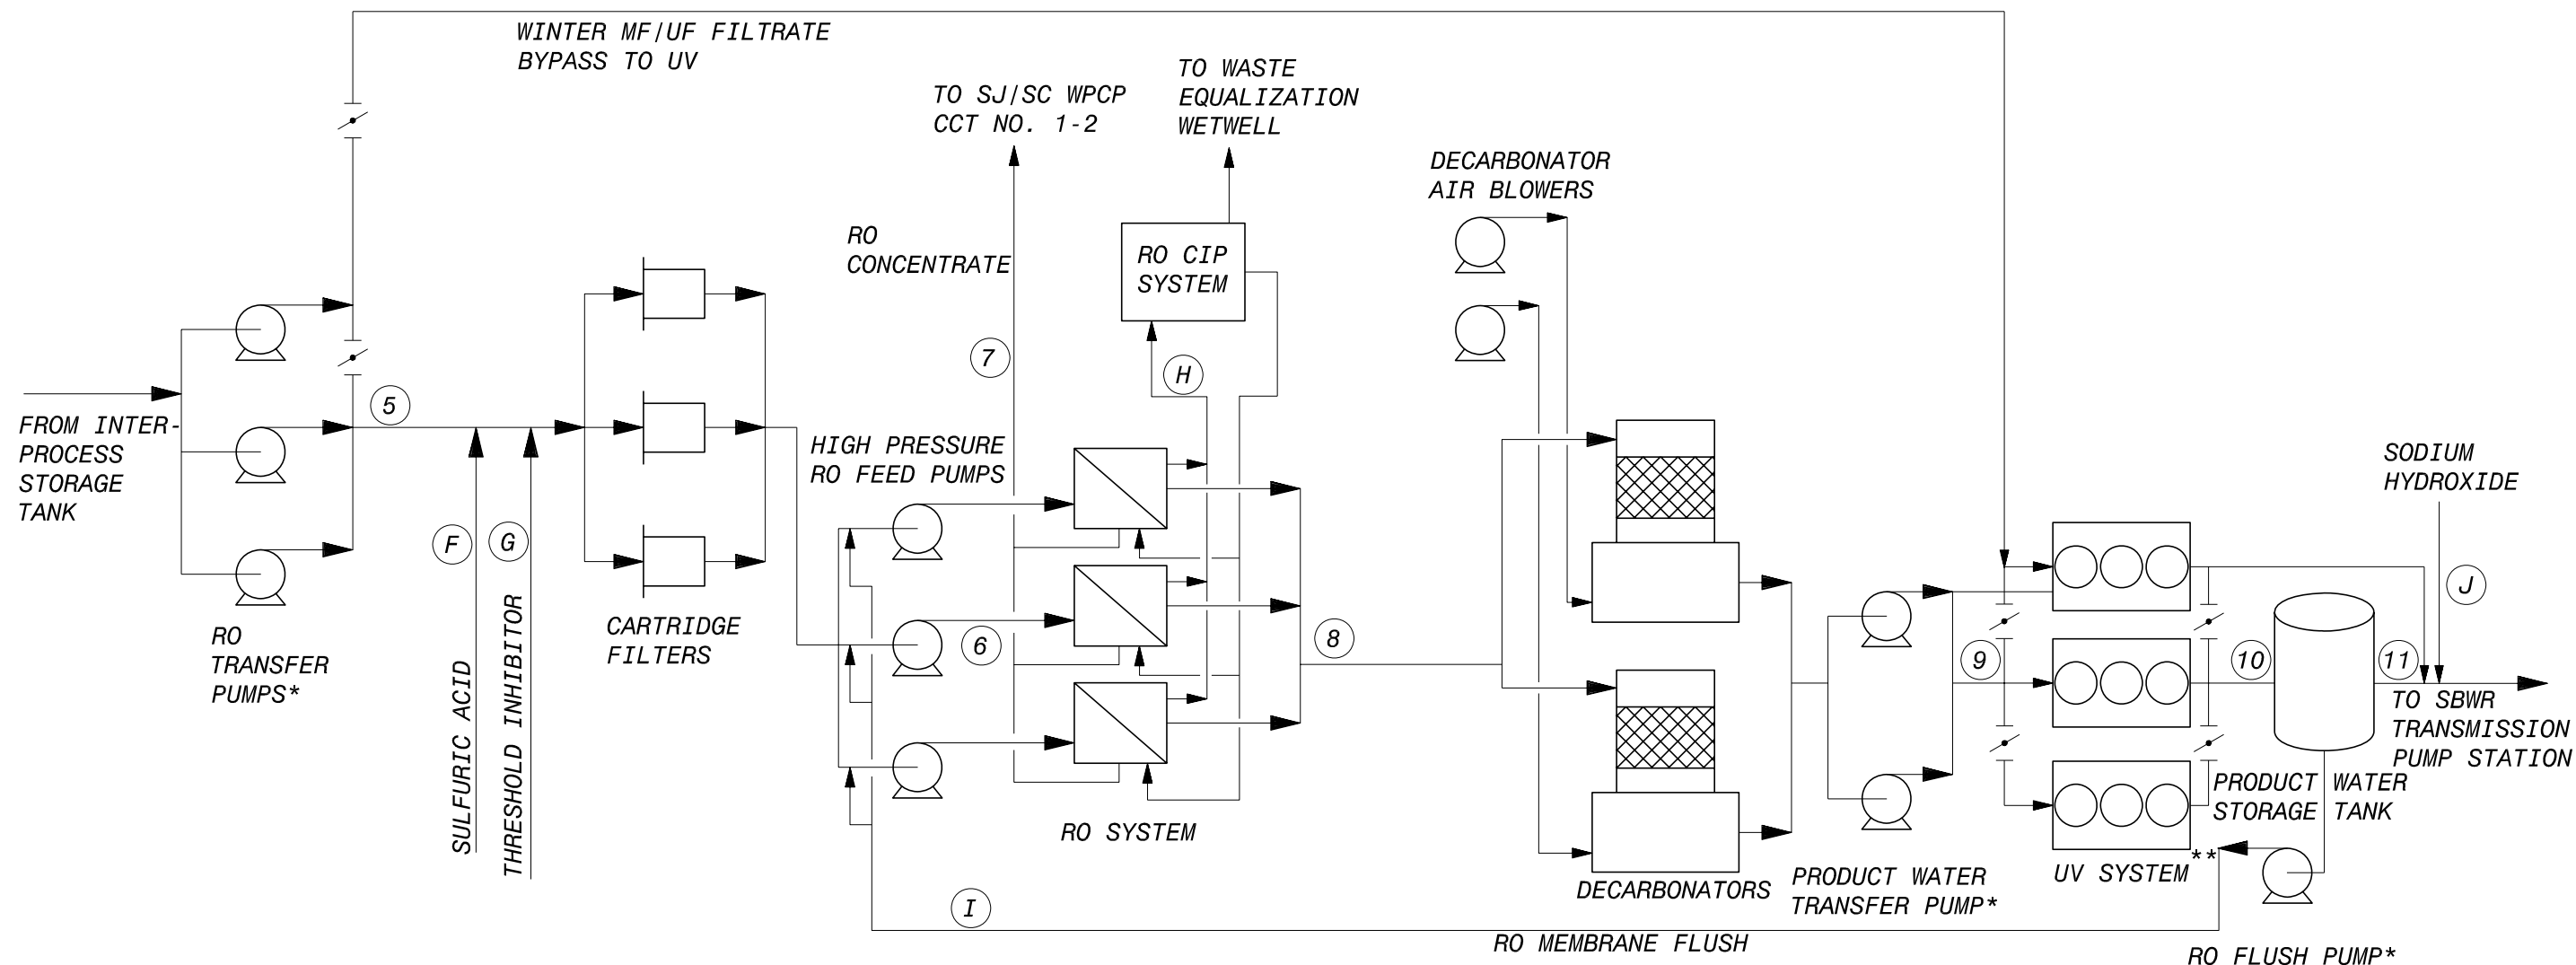 WINTER MF/UF FILTRATE
BYPASS TO UV
TO SJ/SC WPCP
CCT NO. 1-2
TO WASTE
EQUALIZATION
WETWELL
DECARBONATOR
AIR BLOWERS
RO
CONCENTRATE
RO CIP
SYSTEM
7
H
5
FROM INTER-
PROCESS
STORAGE
TANK
HIGH PRESSURE
RO FEED PUMPS
SODIUM
HYDROXIDE
F
G
J
RO
TRANSFER
PUMPS*
SULFURIC ACID
THRESHOLD INHIBITOR
CARTRIDGE
FILTERS
6
8
9
10
11
TO SBWR
TRANSMISSION
PUMP STATION
PRODUCT WATER
STORAGE TANK
RO SYSTEM
DECARBONATORS
PRODUCT WATER
TRANSFER PUMP*
UV SYSTEM**
I
RO MEMBRANE FLUSH
RO FLUSH PUMP*